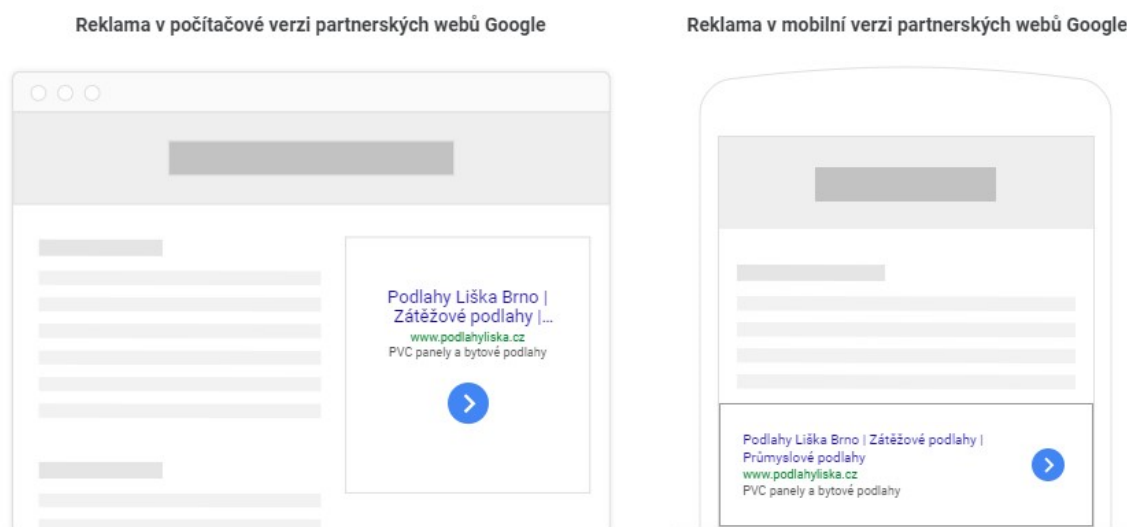 Reklama v počítačové verzi partnerských webů Google
Podlahy Liška Brno |
Zátěžové podlahy |...
www.podlahyliska.cz
PVC panely a bytové podlahy
Reklama v mobilní verzi partnerských webů Google
Podlahy Liška Brno | Zátěžové podlahy |
Průmyslové podlahy
www.podlahyliska.cz
PVC panely a bytové podlahy